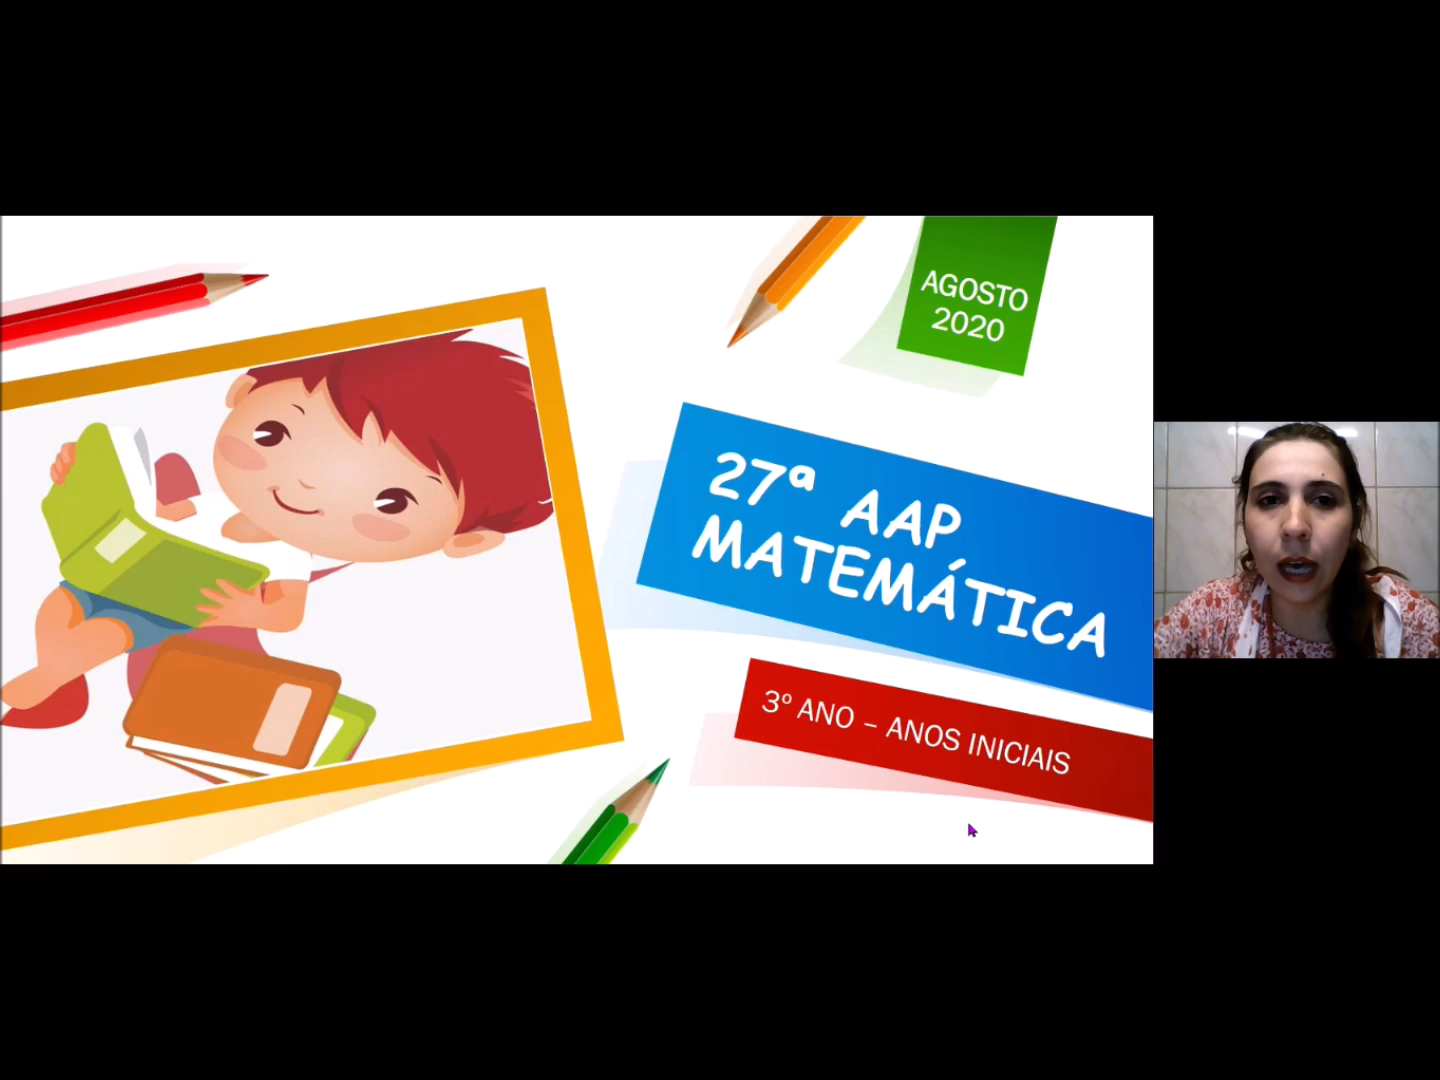 AGOSTO
2020
27ª AAP
MATEMÁTICA
3º ANO – ANOS INICIAIS